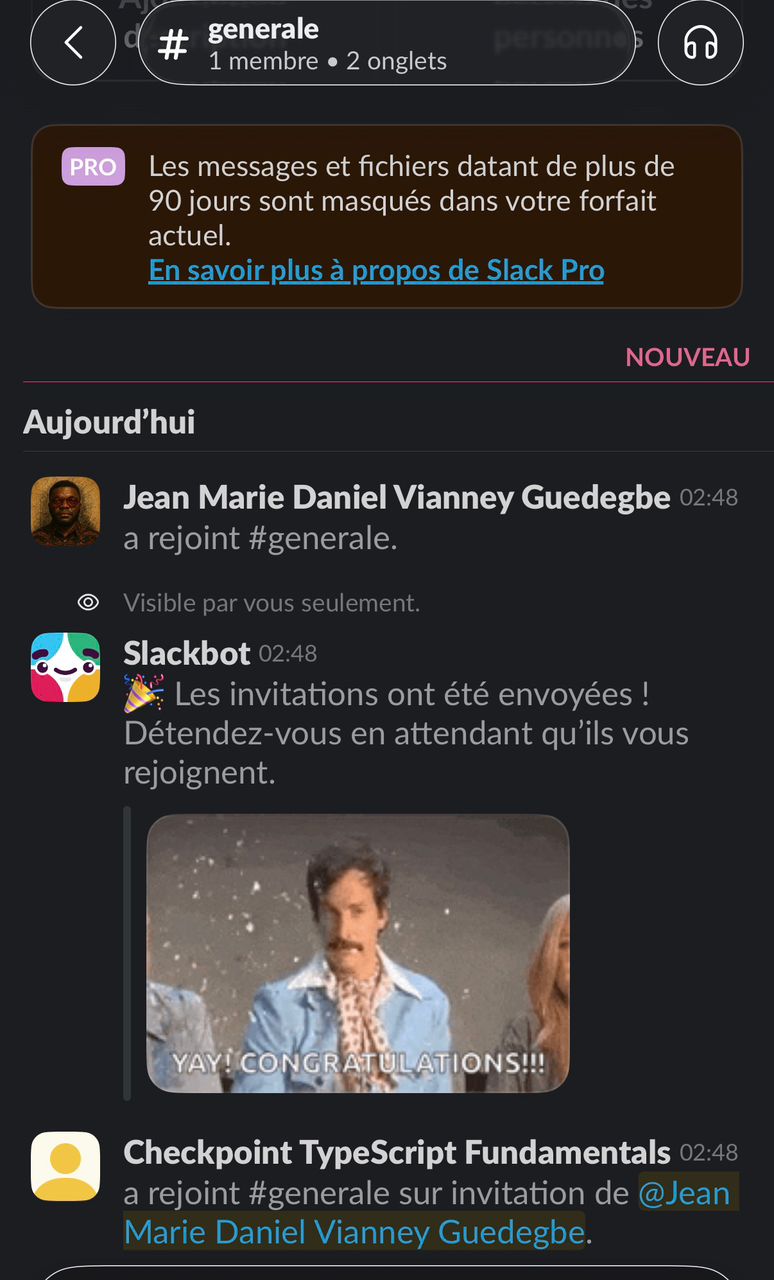 generale
1 membre • 2 onglets
PRO
Les messages et fichiers datant de plus de
90 jours sont masqués dans votre forfait
actuel.
En savoir plus à propos de Slack Pro
NOUVEAU
Aujourd’hui
Jean Marie Daniel Vianney Guedegbe 02:48
a rejoint #generale.
Visible par vous seulement.
Slackbot 02:48
🎉 Les invitations ont été envoyées !
Détendez-vous en attendant qu’ils vous
rejoignent.
YAY! CONGRATULATIONS!!!
Checkpoint TypeScript Fundamentals 02:48
a rejoint #generale sur invitation de @Jean
Marie Daniel Vianney Guedegbe.